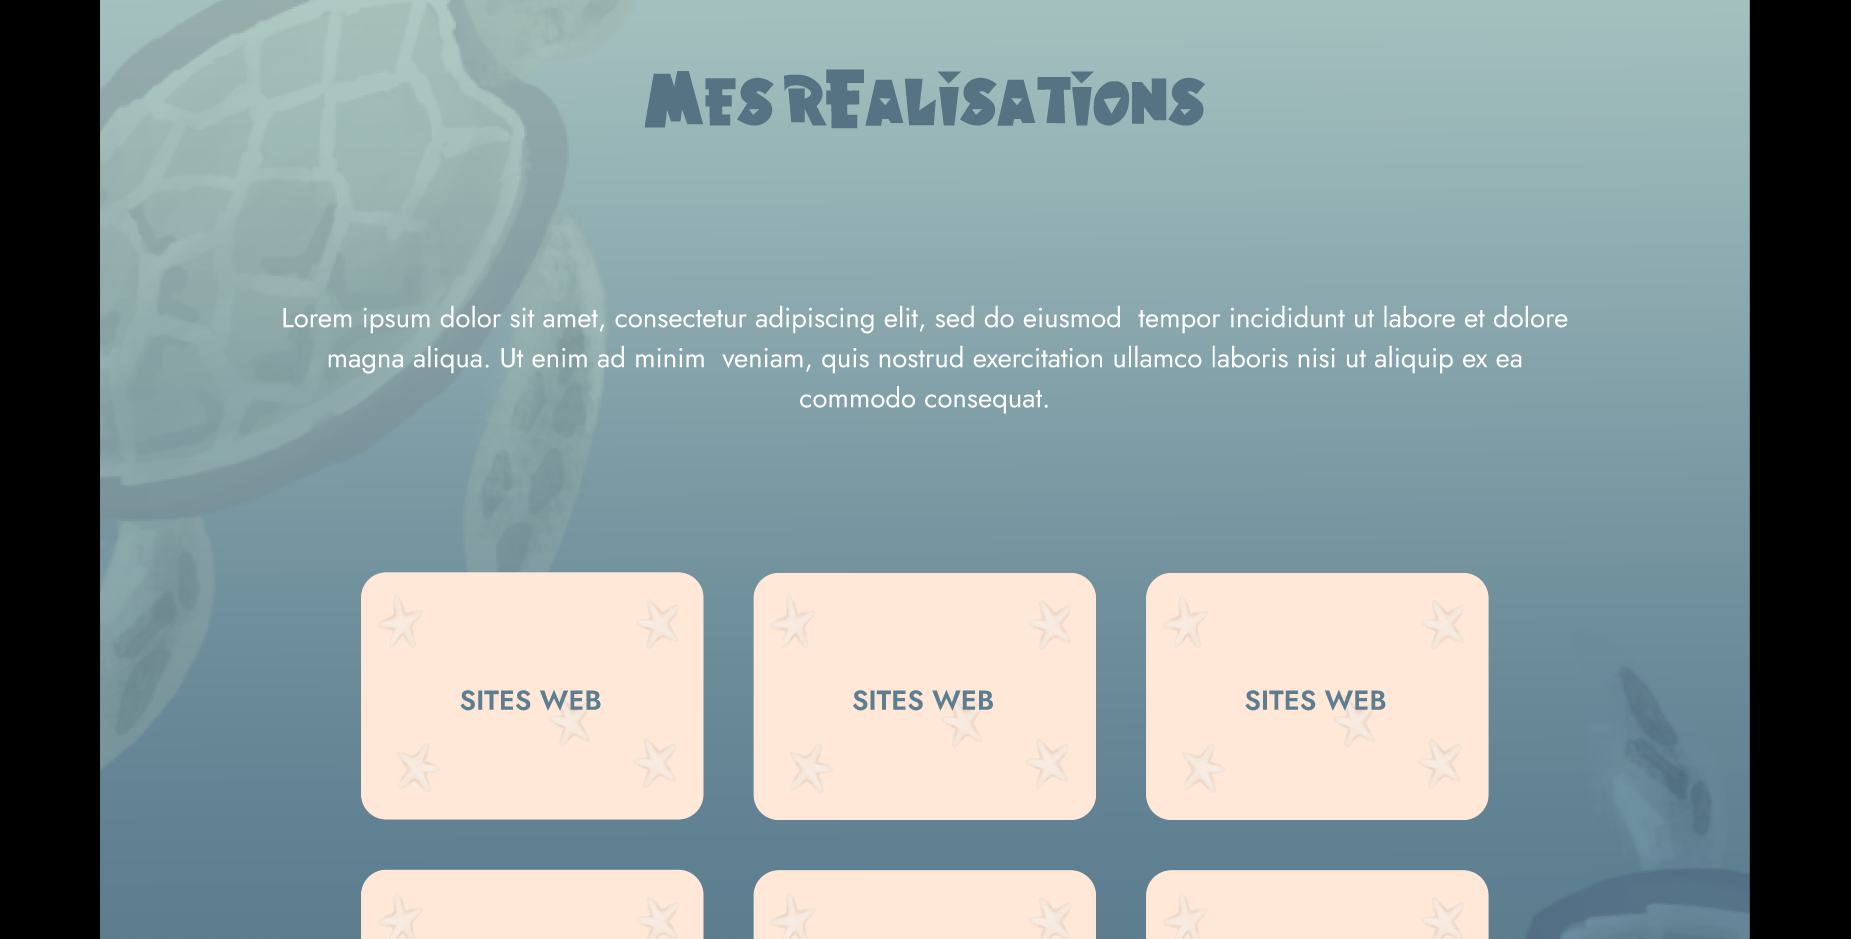 MES REALISATIONS
Lorem ipsum dolor sit amet, consectetur adipiscing elit, sed do eiusmod  tempor incididunt ut labore et dolore
magna aliqua. Ut enim ad minim  veniam, quis nostrud exercitation ullamco laboris nisi ut aliquip ex ea
commodo consequat.
SITES WEB
SITES WEB
SITES WEB